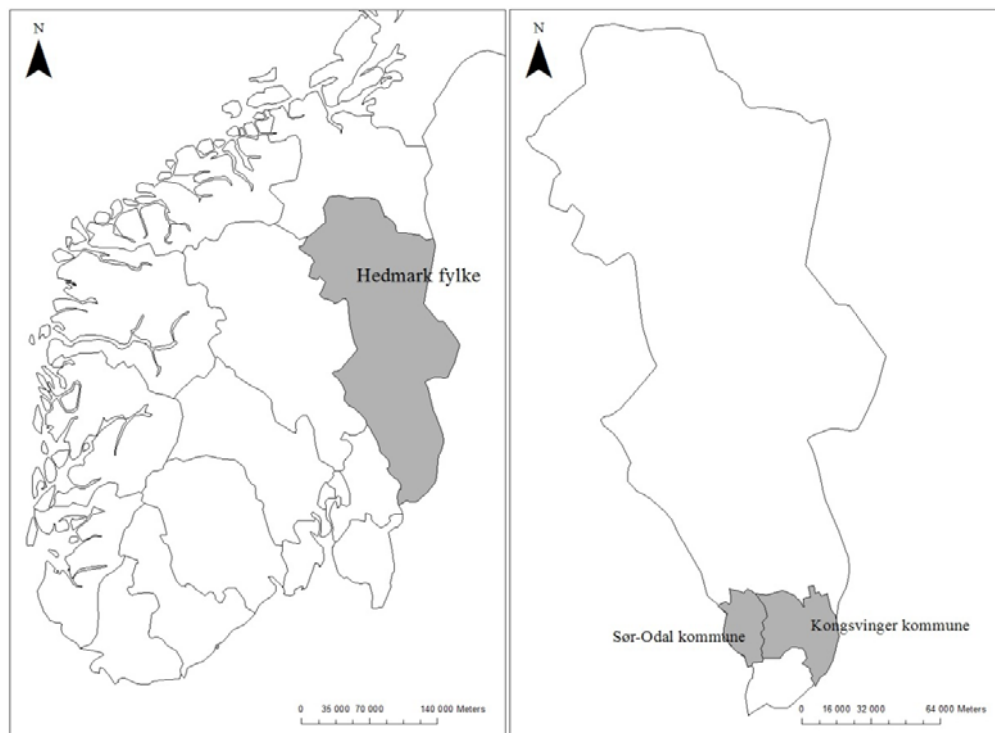 N
Hedmark fylke
0 35 000 70 000 140 000 Meters
N
Sør-Odal kommune
Kongsvinger kommune
0 16 000 32 000 64 000 Meters